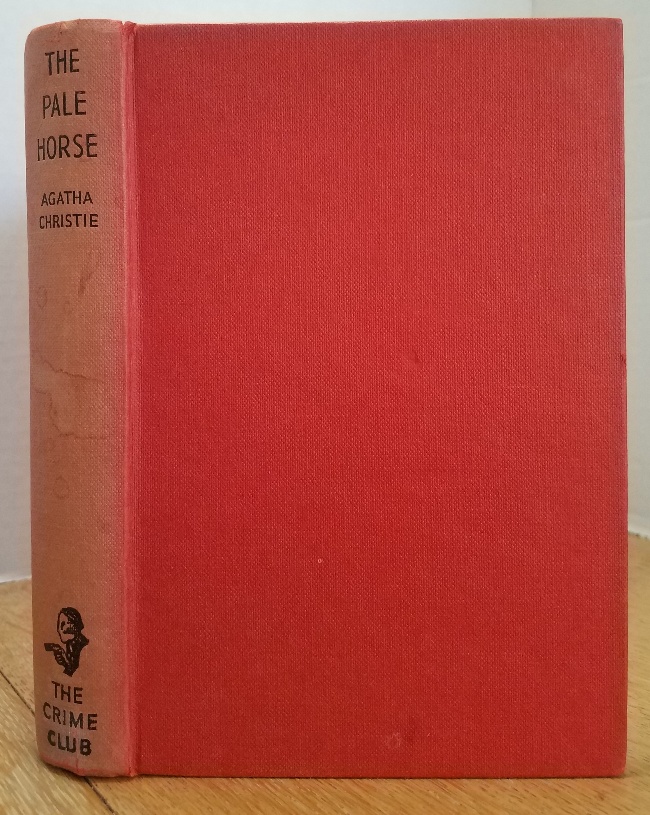 THE
PALE
HORSE
AGATHA
CHRISTIE
THE
CRIME
CLUB